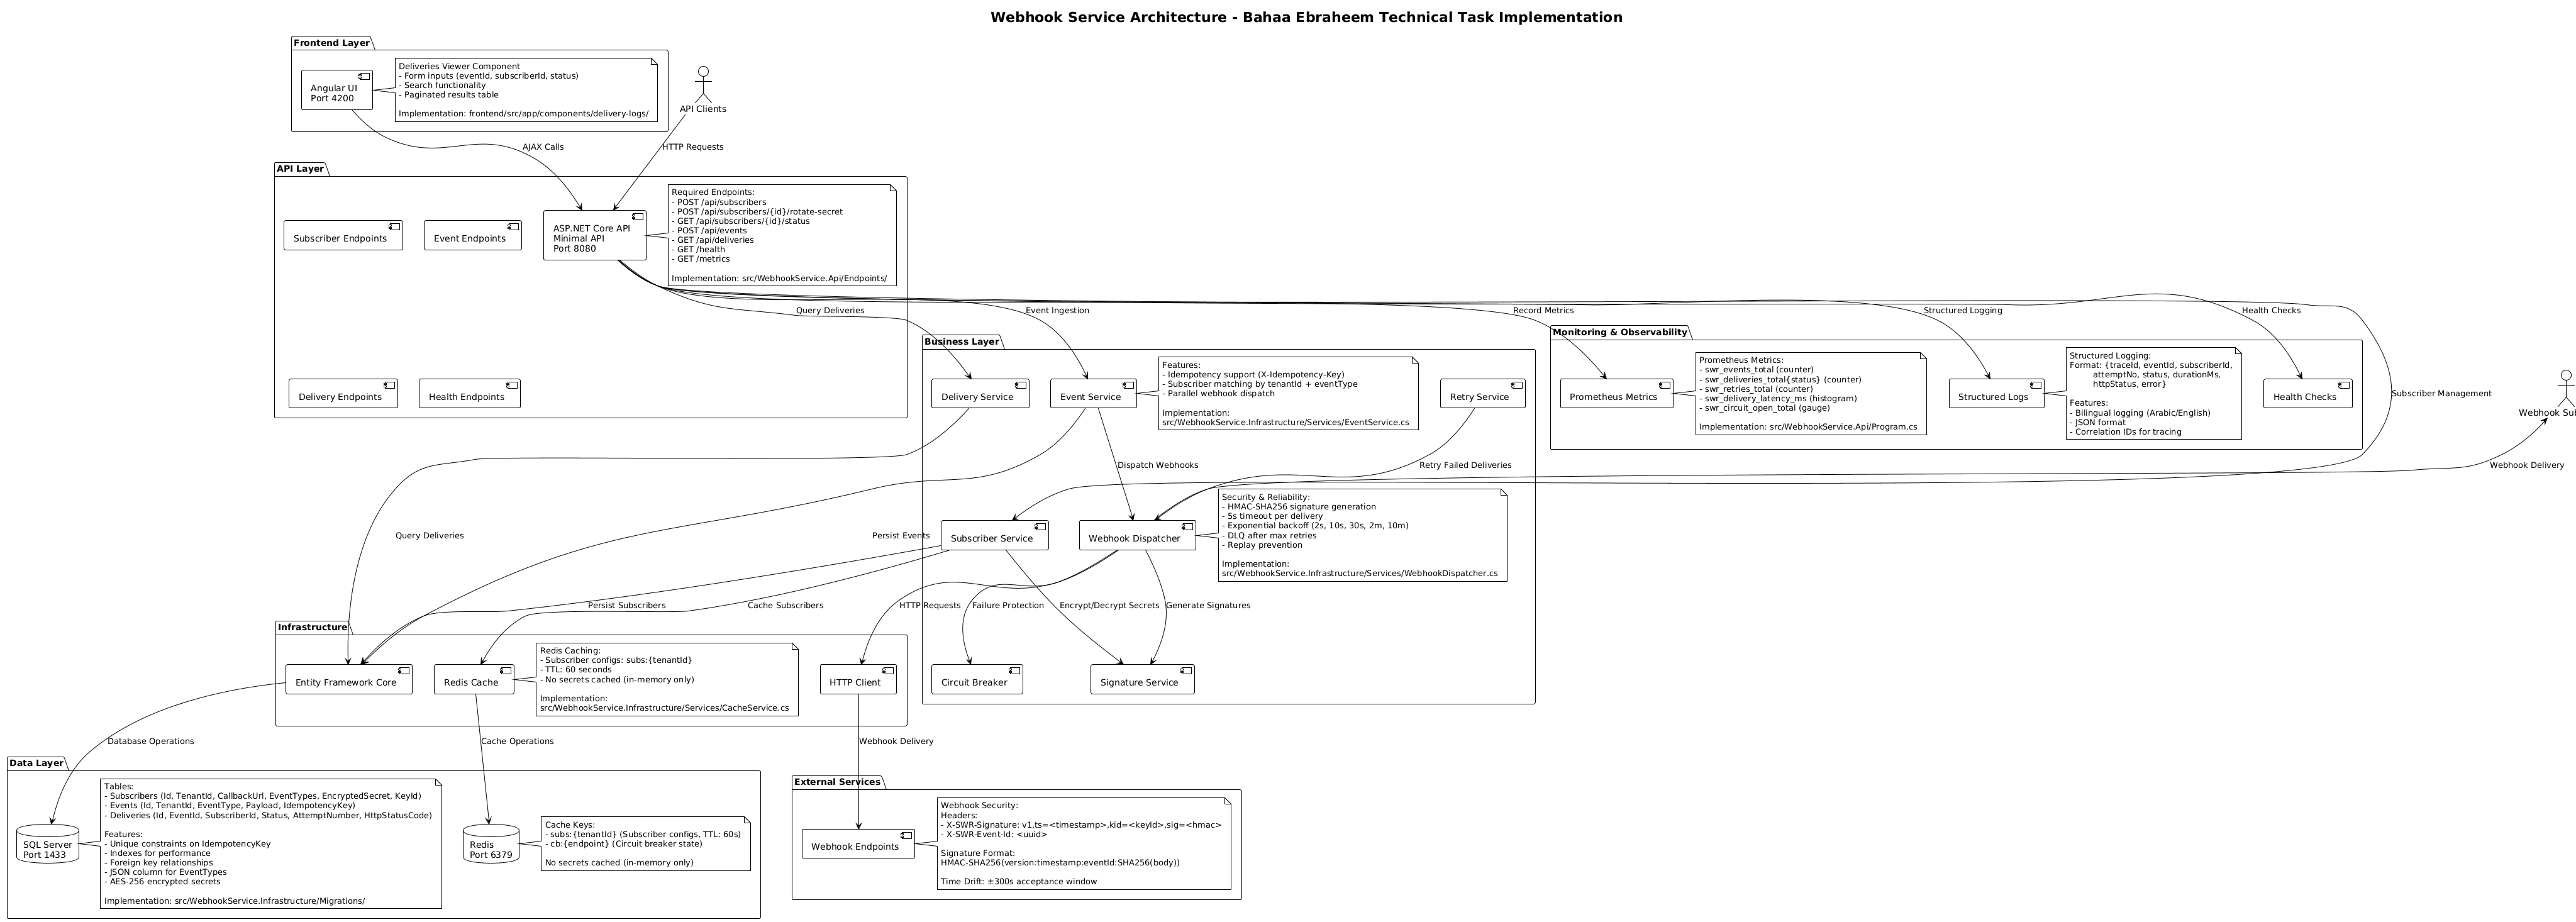 Webhook Service Architecture - Bahaa Ebraheem Technical Task Implementation
Frontend Layer
Angular UI
Port 4200
Deliveries Viewer Component
- Form inputs (eventId, subscriberId, status)
- Search functionality
- Paginated results table
Implementation: frontend/src/app/components/delivery-logs/
API Clients
AJAX Calls
HTTP Requests
API Layer
Subscriber Endpoints
Event Endpoints
ASP.NET Core API
Minimal API
Port 8080
Required Endpoints:
- POST /api/subscribers
- POST /api/subscribers/{id}/rotate-secret
- GET /api/subscribers/{id}/status
- POST /api/events
- GET /api/deliveries
- GET /health
- GET /metrics
Implementation: src/WebhookService.Api/Endpoints/
Delivery Endpoints
Health Endpoints
Query Deliveries
Event Ingestion
Record Metrics
Structured Logging
Health Checks
Subscriber Management
Business Layer
Delivery Service
Event Service
Features:
- Idempotency support (X-Idempotency-Key)
- Subscriber matching by tenantId + eventType
- Parallel webhook dispatch
Implementation:
src/WebhookService.Infrastructure/Services/EventService.cs
Retry Service
Monitoring & Observability
Prometheus Metrics
Prometheus Metrics:
- swr_events_total (counter)
- swr_deliveries_total{status} (counter)
- swr_retries_total (counter)
- swr_delivery_latency_ms (histogram)
- swr_circuit_open_total (gauge)
Implementation: src/WebhookService.Api/Program.cs
Structured Logs
Structured Logging:
Format: {traceId, eventId, subscriberId,
attemptNo, status, durationMs,
httpStatus, error}
Features:
- Bilingual logging (Arabic/English)
- JSON format
- Correlation IDs for tracing
Health Checks
Webhook Sub
Dispatch Webhooks
Retry Failed Deliveries
Webhook Delivery
Query Deliveries
Persist Events
Subscriber Service
Webhook Dispatcher
Security & Reliability:
- HMAC-SHA256 signature generation
- 5s timeout per delivery
- Exponential backoff (2s, 10s, 30s, 2m, 10m)
- DLQ after max retries
- Replay prevention
Implementation:
src/WebhookService.Infrastructure/Services/WebhookDispatcher.cs
Persist Subscribers
Cache Subscribers
HTTP Requests
Failure Protection
Encrypt/Decrypt Secrets
Generate Signatures
Infrastructure
Entity Framework Core
Redis Cache
Redis Caching:
- Subscriber configs: subs:{tenantId}
- TTL: 60 seconds
- No secrets cached (in-memory only)
Implementation:
src/WebhookService.Infrastructure/Services/CacheService.cs
HTTP Client
Circuit Breaker
Signature Service
Database Operations
Cache Operations
Webhook Delivery
Data Layer
SQL Server
Port 1433
Tables:
- Subscribers (Id, TenantId, CallbackUrl, EventTypes, EncryptedSecret, KeyId)
- Events (Id, TenantId, EventType, Payload, IdempotencyKey)
- Deliveries (Id, EventId, SubscriberId, Status, AttemptNumber, HttpStatusCode)
Features:
- Unique constraints on IdempotencyKey
- Indexes for performance
- Foreign key relationships
- JSON column for EventTypes
- AES-256 encrypted secrets
Implementation: src/WebhookService.Infrastructure/Migrations/
Redis
Port 6379
Cache Keys:
- subs:{tenantId} (Subscriber configs, TTL: 60s)
- cb:{endpoint} (Circuit breaker state)
No secrets cached (in-memory only)
External Services
Webhook Endpoints
Webhook Security:
Headers:
- X-SWR-Signature: v1,ts=<timestamp>,kid=<keyId>,sig=<hmac>
- X-SWR-Event-Id: <uuid>
Signature Format:
HMAC-SHA256(version:timestamp:eventId:SHA256(body))
Time Drift: ±300s acceptance window